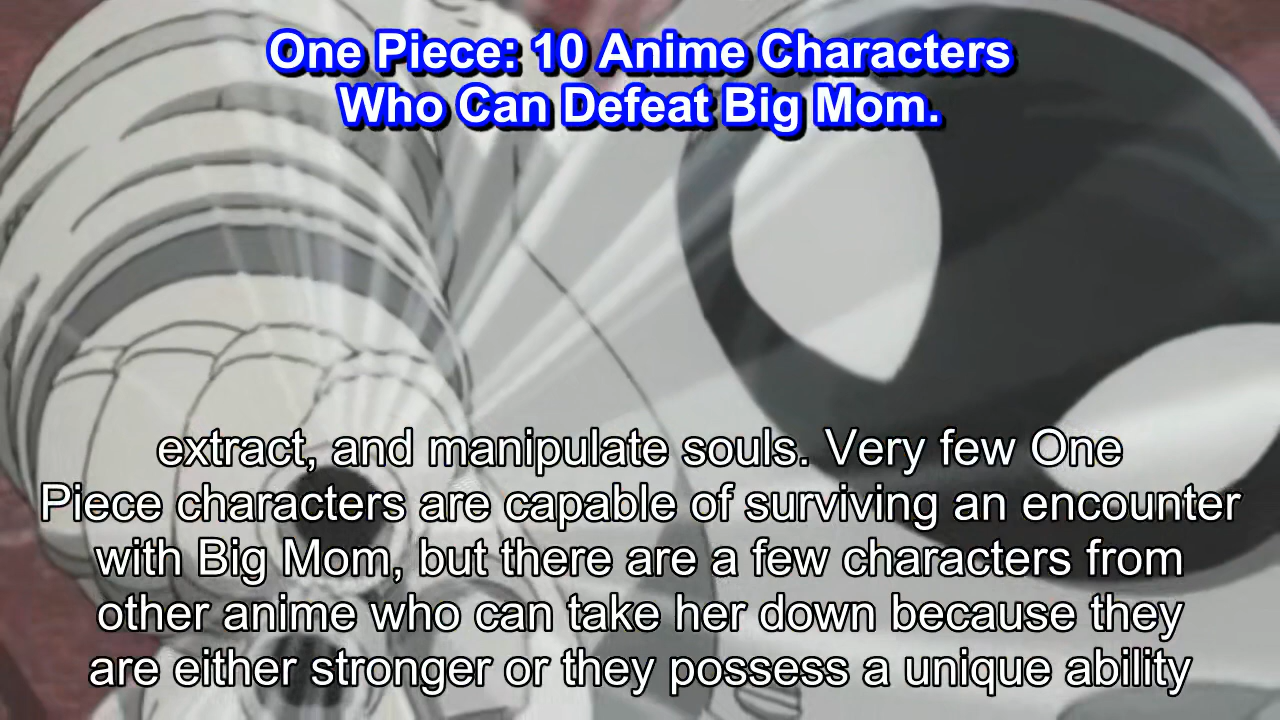 One Piece: 10 Anime Characters
Who Can Defeat Big Mom.
extract, and manipulate souls. Very few One
Piece characters are capable of surviving an encounter
with Big Mom, but there are a few characters from
other anime who can take her down because they
are either stronger or they possess a unique ability